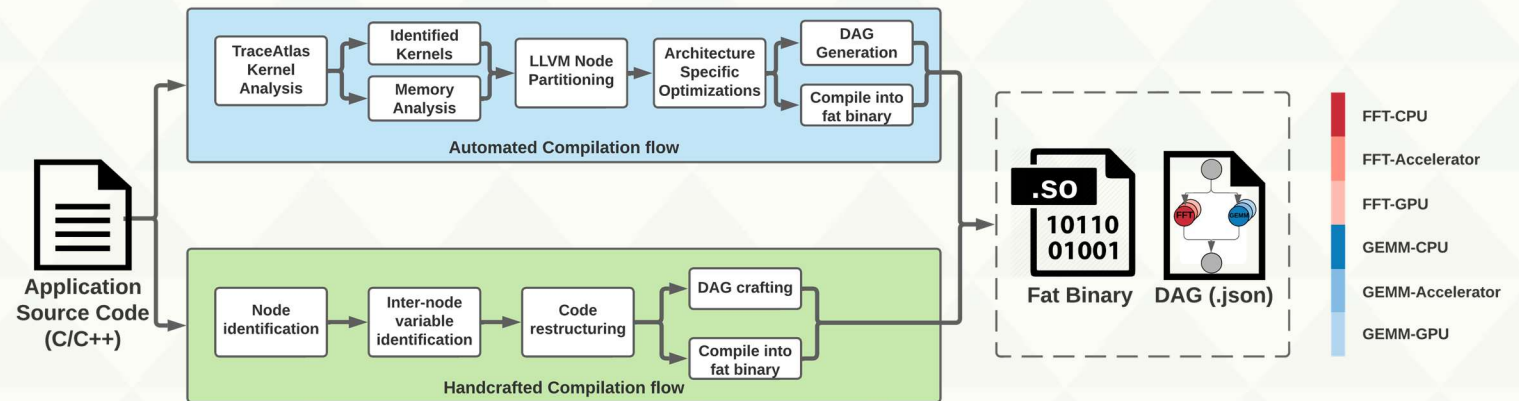 TraceAtlas
Kernel
Analysis
Identified
Kernels
Memory
Analysis
LLVM Node
Partitioning
Architecture
Specific
Optimizations
DAG
Generation
Compile into
fat binary
Automated Compilation flow
Application
Source Code
(C/C++)
Node
identification
Inter-node
variable
identification
Code
restructuring
DAG crafting
Compile into
fat binary
Handcrafted Compilation flow
.so
10110
01001
Fat Binary
FFT
GEMM
DAG (.json)
FFT-CPU
FFT-Accelerator
FFT-GPU
GEMM-CPU
GEMM-Accelerator
GEMM-GPU